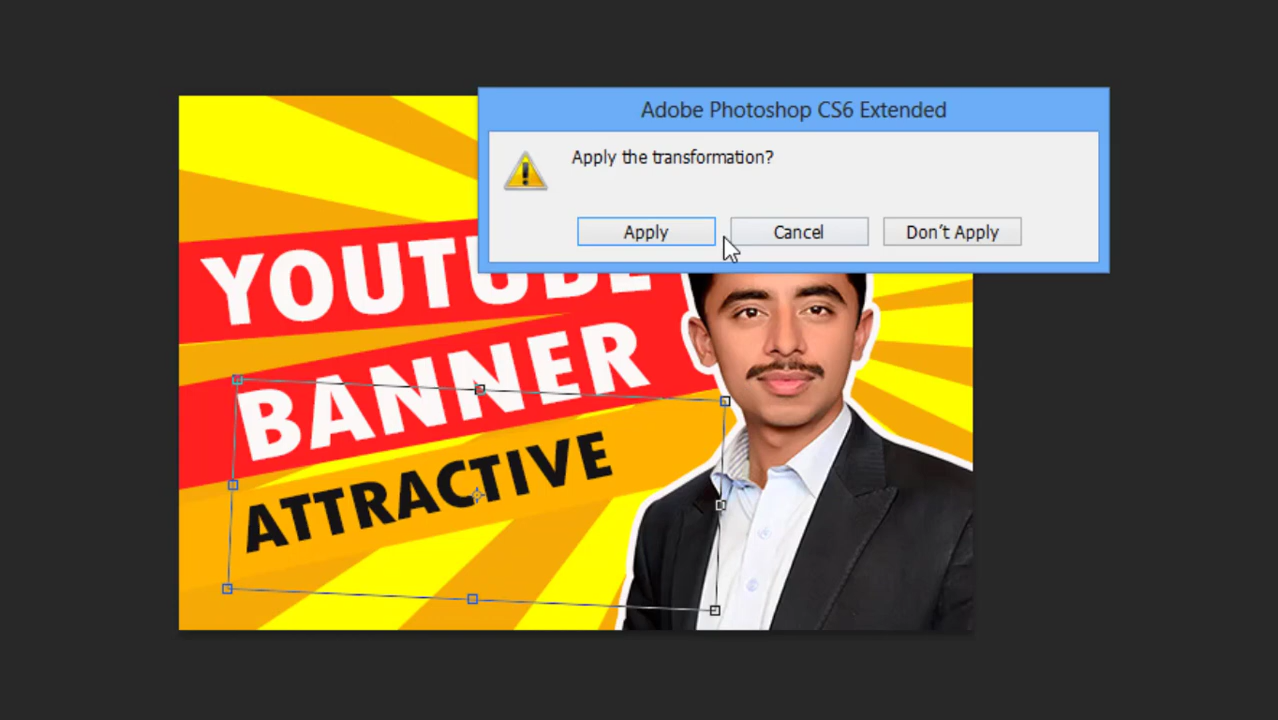 Adobe Photoshop CS6 Extended
Apply the transformation?
Apply Cancel Don't Apply
YOUTUBE
BANNER
ATTRACTIVE